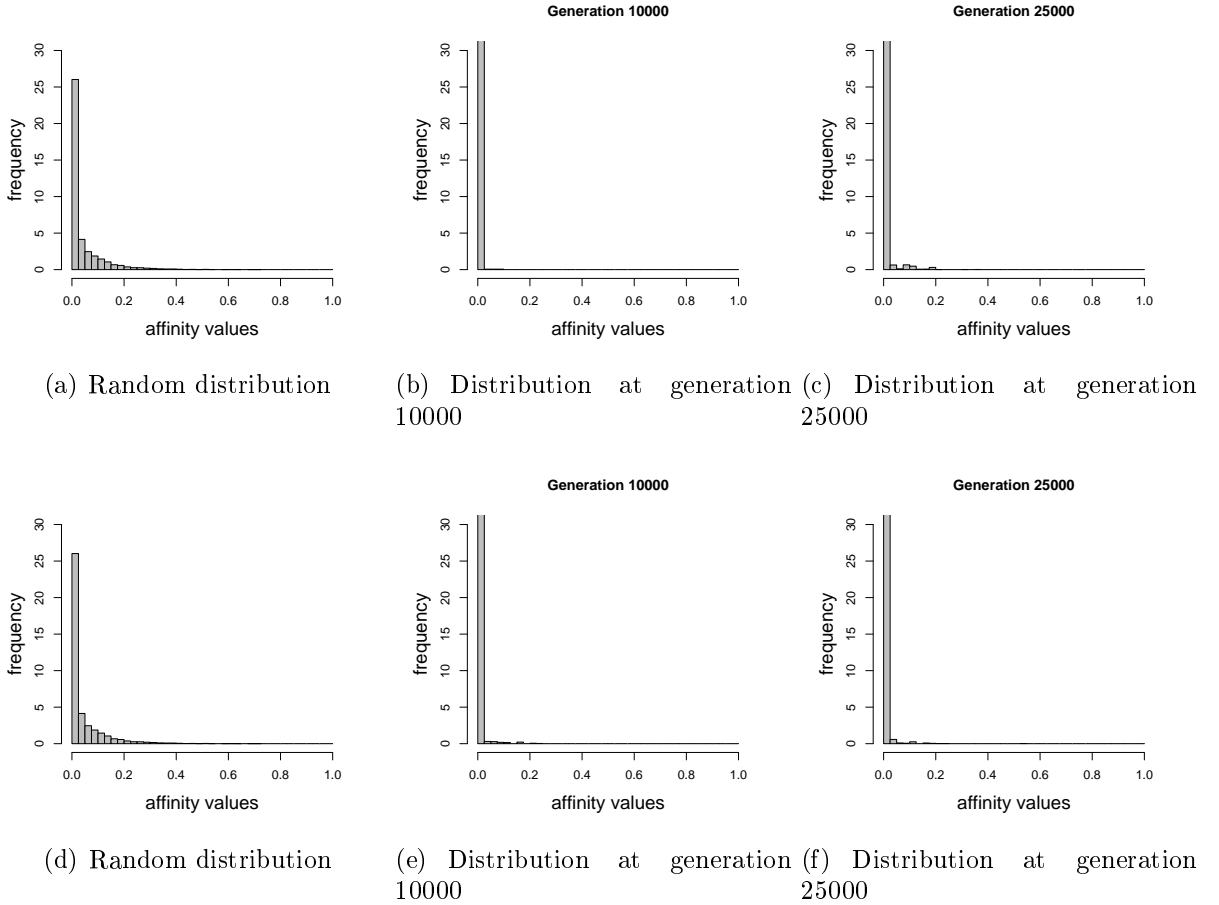 Generation 10000
Generation 25000
frequency
0 5 10 15 20 25 30
0.0 0.2 0.4 0.6 0.8 1.0
affinity values
frequency
0 5 10 15 20 25 30
0.0 0.2 0.4 0.6 0.8 1.0
affinity values
frequency
0 5 10 15 20 25 30
0.0 0.2 0.4 0.6 0.8 1.0
affinity values
(a) Random distribution
(b) Distribution at generation
10000
(c) Distribution at generation
25000
Generation 10000
Generation 25000
frequency
0 5 10 15 20 25 30
0.0 0.2 0.4 0.6 0.8 1.0
affinity values
frequency
0 5 10 15 20 25 30
0.0 0.2 0.4 0.6 0.8 1.0
affinity values
frequency
0 5 10 15 20 25 30
0.0 0.2 0.4 0.6 0.8 1.0
affinity values
(d) Random distribution
(e) Distribution at generation
10000
(f) Distribution at generation
25000